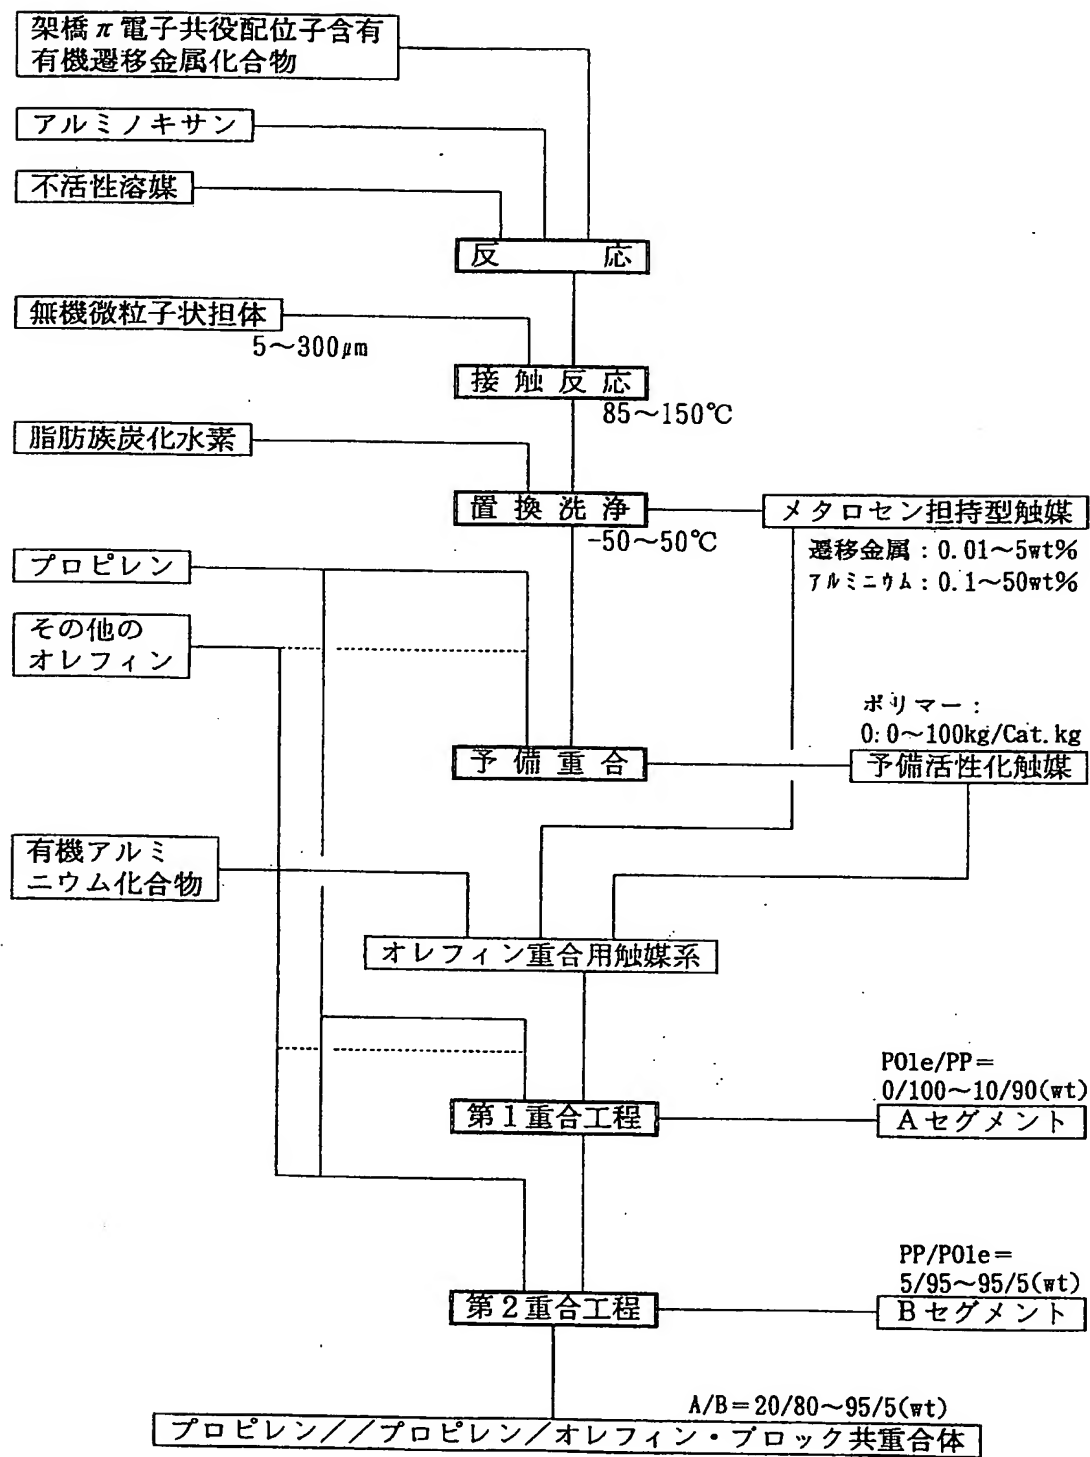 架橋π電子共役配位子含有
有機遷移金属化合物
アルミノキサン
不活性溶媒
反 応
無機微粒子状担体
5～300μm
接触反応
85～150℃
脂肪族炭化水素
置換洗浄
-50～50℃
メタロセン担持型触媒
遷移金属：0.01～5wt%
アルミニウム：0.1～50wt%
プロピレン
その他の
オレフィン
ポリマー：
0:0～100kg/Cat.kg
予備重合
予備活性化触媒
有機アルミ
ニウム化合物
オレフィン重合用触媒系
POle/PP＝
0/100～10/90(wt)
第1重合工程
Aセグメント
PP/POle＝
5/95～95/5(wt)
第2重合工程
Bセグメント
A/B＝20/80～95/5(wt)
プロピレン//プロピレン/オレフィン・ブロック共重合体